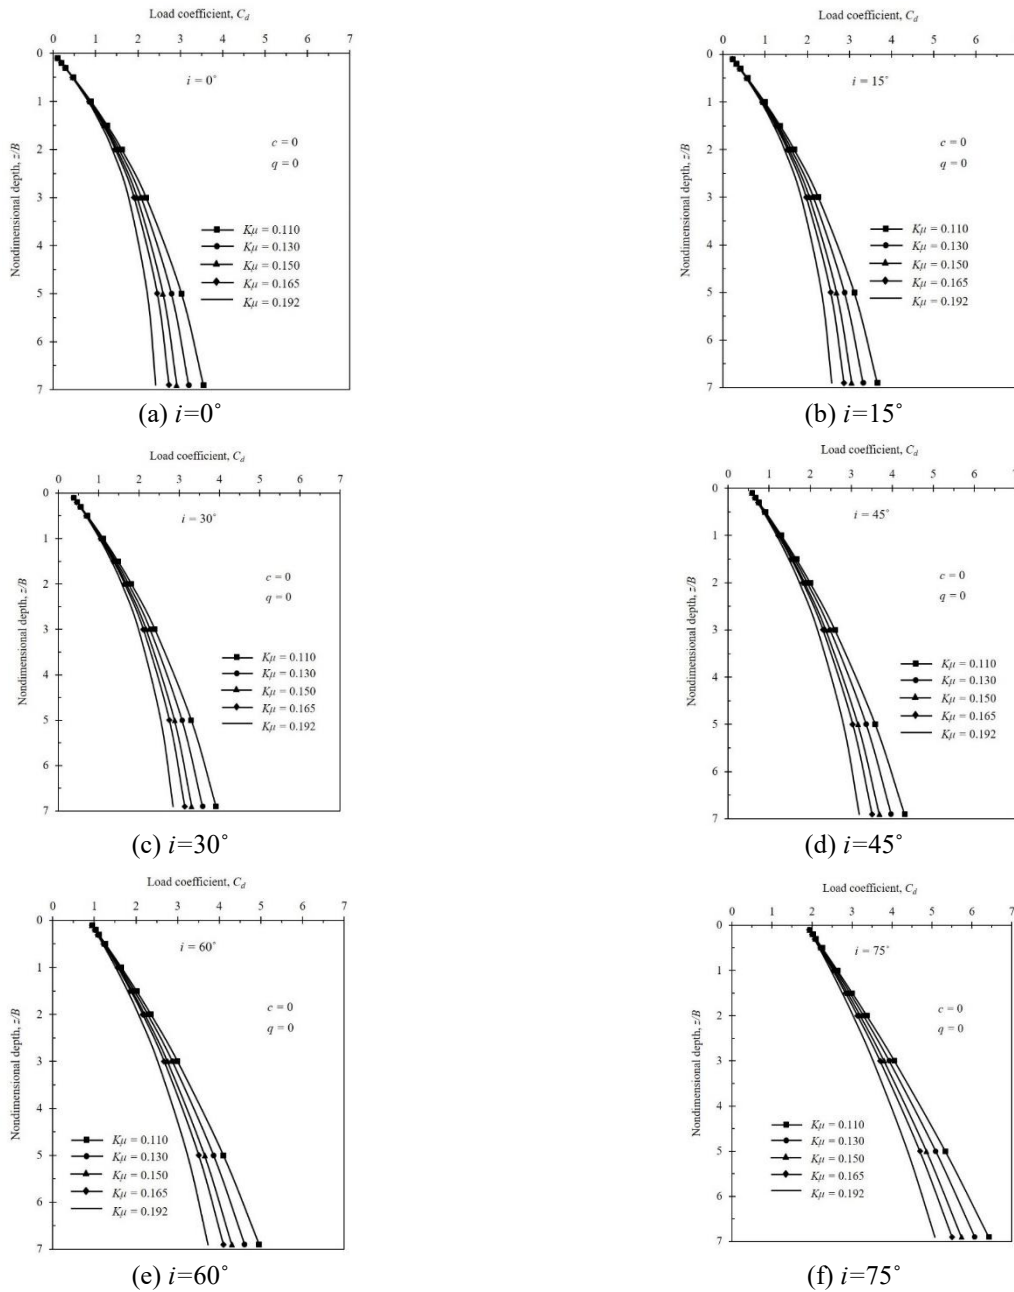 Load coefficient, Cd
0 1 2 3 4 5 6 7
Nondimensional depth, z/B
0
1
2
3
4
5
6
7
i = 0˚
c = 0
q = 0
Kμ = 0.110
Kμ = 0.130
Kμ = 0.150
Kμ = 0.165
Kμ = 0.192
(a) i=0˚
Load coefficient, Cd
0 1 2 3 4 5 6 7
Nondimensional depth, z/B
0
1
2
3
4
5
6
7
i = 15˚
c = 0
q = 0
Kμ = 0.110
Kμ = 0.130
Kμ = 0.150
Kμ = 0.165
Kμ = 0.192
(b) i=15˚
Load coefficient, Cd
0 1 2 3 4 5 6 7
Nondimensional depth, z/B
0
1
2
3
4
5
6
7
i = 30˚
c = 0
q = 0
Kμ = 0.110
Kμ = 0.130
Kμ = 0.150
Kμ = 0.165
Kμ = 0.192
(c) i=30˚
Load coefficient, Cd
0 1 2 3 4 5 6 7
Nondimensional depth, z/B
0
1
2
3
4
5
6
7
i = 45˚
c = 0
q = 0
Kμ = 0.110
Kμ = 0.130
Kμ = 0.150
Kμ = 0.165
Kμ = 0.192
(d) i=45˚
Load coefficient, Cd
0 1 2 3 4 5 6 7
Nondimensional depth, z/B
0
1
2
3
4
5
6
7
i = 60˚
c = 0
q = 0
Kμ = 0.110
Kμ = 0.130
Kμ = 0.150
Kμ = 0.165
Kμ = 0.192
(e) i=60˚
Load coefficient, Cd
0 1 2 3 4 5 6 7
Nondimensional depth, z/B
0
1
2
3
4
5
6
7
i = 75˚
c = 0
q = 0
Kμ = 0.110
Kμ = 0.130
Kμ = 0.150
Kμ = 0.165
Kμ = 0.192
(f) i=75˚